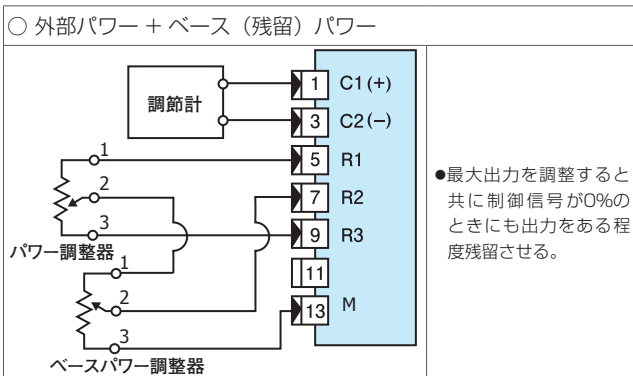 ○ 外部パワー + ベース（残留）パワー
調節計
1 C1(+)
3 C2(−)
5 R1
7 R2
9 R3
11
13 M
1
2
3
パワー調整器
1
2
3
ベースパワー調整器
●最大出力を調整すると
共に制御信号が0%の
ときにも出力をある程
度残留させる。